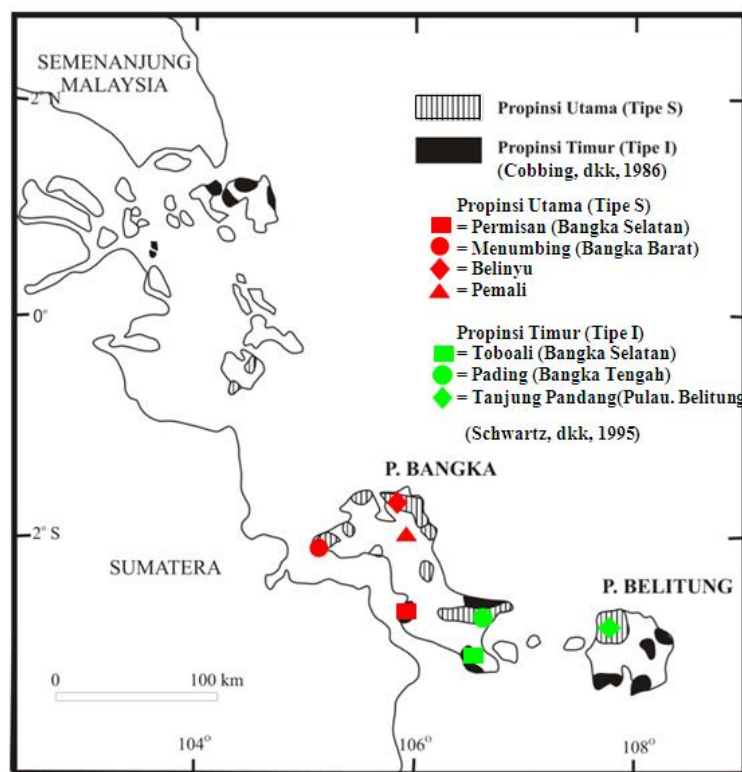 SEMENANJUNG
MALAYSIA
2° N
Propinsi Utama (Tipe S)
Propinsi Timur (Tipe I)
(Cobbing, dkk, 1986)
Propinsi Utama (Tipe S)
= Permisan (Bangka Selatan)
= Menumbing (Bangka Barat)
= Belinyu
= Pemali
0°
Propinsi Timur (Tipe I)
= Toboali (Bangka Selatan)
= Pading (Bangka Tengah)
= Tanjung Pandang(Pulau. Belitung
(Schwartz, dkk, 1995)
P. BANGKA
2° S
SUMATERA
P. BELITUNG
0 100 km
104° 106° 108°